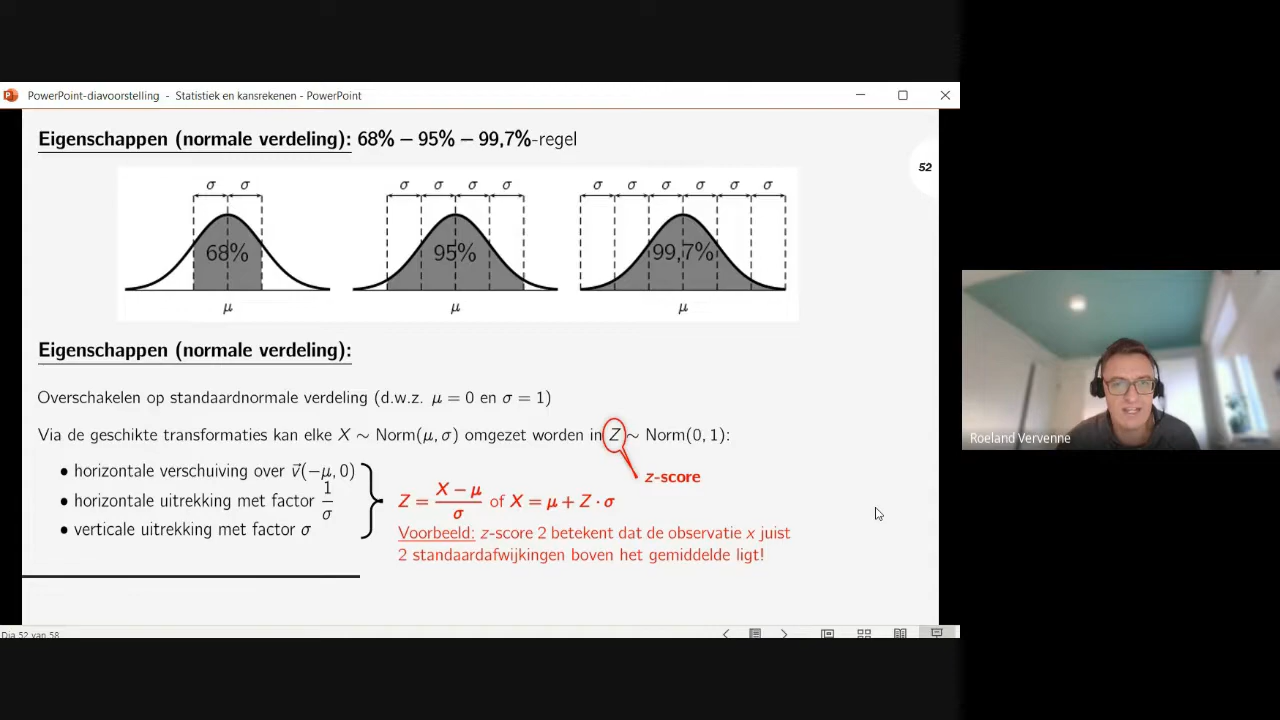 PowerPoint-diavoorstelling - Statistiek en kansrekenen - PowerPoint
Eigenschappen (normale verdeling): 68% – 95% – 99,7%-regel
52
σ σ σ σ σ σ σ σ σ σ σ σ
68% 95% 99,7%
μ μ μ
Eigenschappen (normale verdeling):
Overschakelen op standaardnormale verdeling (d.w.z. μ = 0 en σ = 1)
Via de geschikte transformaties kan elke X ∼ Norm(μ, σ) omgezet worden in Z ∼ Norm(0, 1):
• horizontale verschuiving over v⃗(−μ, 0)
z-score
• horizontale uitrekking met factor 1/σ
Z = (X − μ)/σ of X = μ + Z · σ
• verticale uitrekking met factor σ
Voorbeeld: z-score 2 betekent dat de observatie x juist
2 standaardafwijkingen boven het gemiddelde ligt!
Dia 52 van 58
Roeland Vervenne